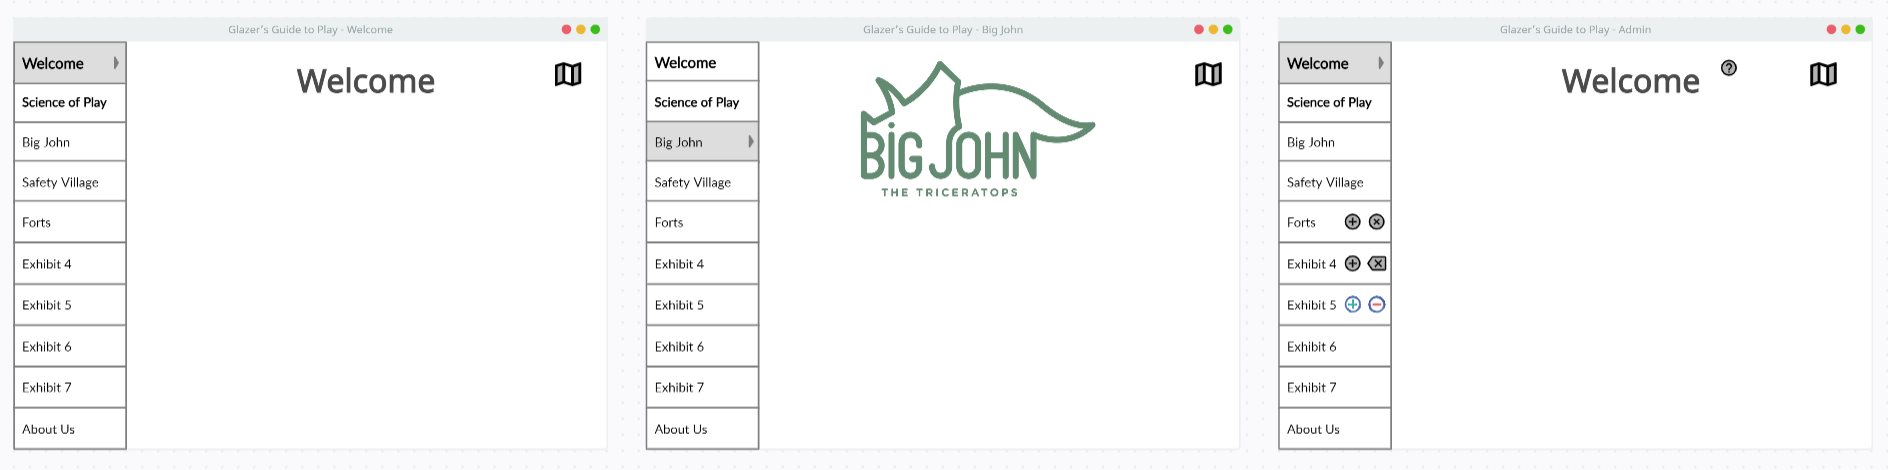 Glazer's Guide to Play - Welcome
Welcome
Science of Play
Big John
Safety Village
Forts
Exhibit 4
Exhibit 5
Exhibit 6
Exhibit 7
About Us
Welcome
Glazer's Guide to Play - Big John
Welcome
Science of Play
Big John
Safety Village
Forts
Exhibit 4
Exhibit 5
Exhibit 6
Exhibit 7
About Us
BiG JOHN
THE TRICERATOPS
Glazer's Guide to Play - Admin
Welcome
Science of Play
Big John
Safety Village
Forts
Exhibit 4
Exhibit 5
Exhibit 6
Exhibit 7
About Us
Welcome
?